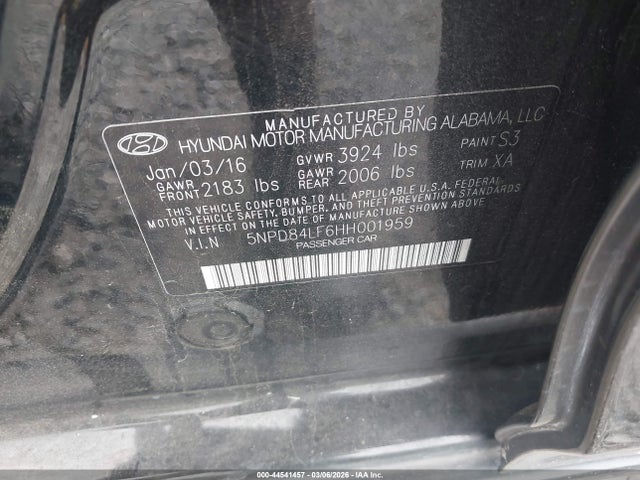 MANUFACTURED BY
HYUNDAI MOTOR MANUFACTURING ALABAMA, LLC
Jan/03/16 GVWR 3924 lbs PAINT S3
GAWR FRONT 2183 lbs GAWR REAR 2006 lbs TRIM XA
THIS VEHICLE CONFORMS TO ALL APPLICABLE U.S.A. FEDERAL
MOTOR VEHICLE SAFETY, BUMPER, AND THEFT PREVENTION STANDARDS
IN EFFECT ON THE DATE OF MANUFACTURE SHOWN ABOVE.
V.I.N 5NPD84LF6HH001959
PASSENGER CAR
000-44541457 - 03/06/2026 - IAA Inc.